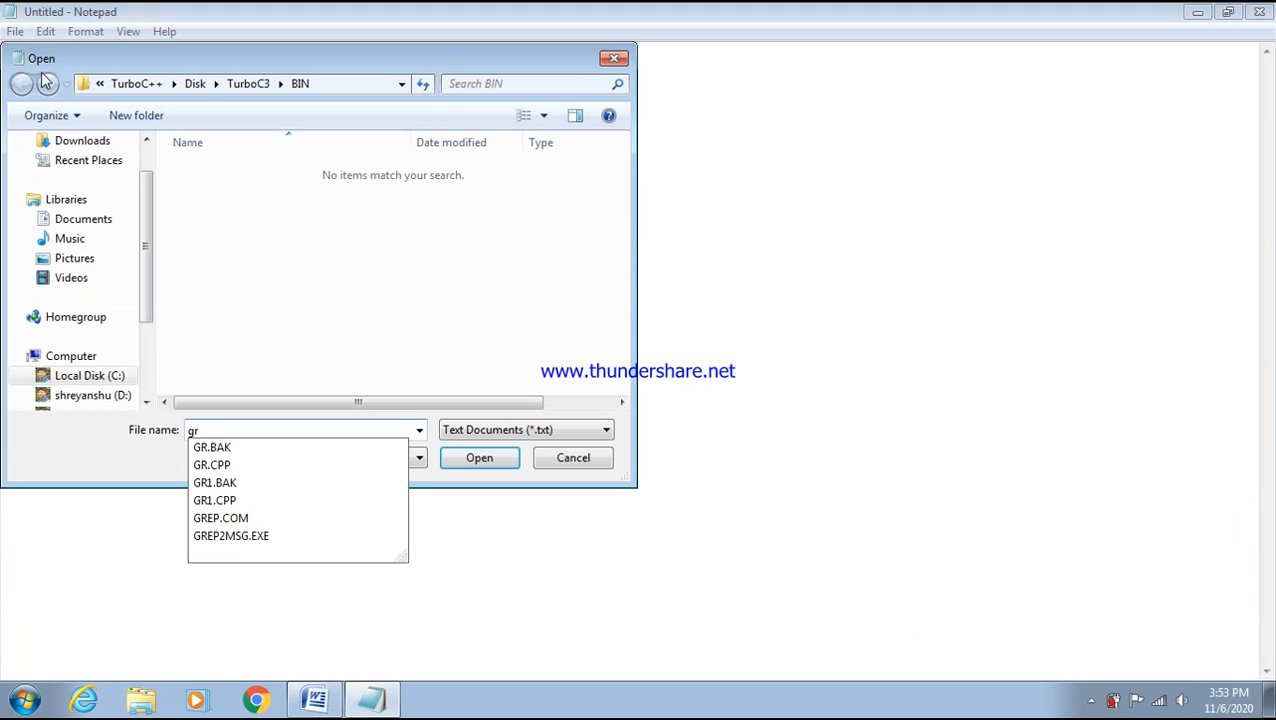 Untitled - Notepad
File Edit Format View Help
Open
« TurboC++ Disk TurboC3 BIN Search BIN
Organize New folder
Downloads Name Date modified Type
Recent Places
No items match your search.
Libraries
Documents
Music
Pictures
Videos
Homegroup
Computer
Local Disk (C:)
shreyanshu (D:)
www.thundershare.net
File name: gr Text Documents (*.txt)
GR.BAK
Open Cancel
GR.CPP
GR1.BAK
GR1.CPP
GREP.COM
GREP2MSG.EXE
3:53 PM
11/6/2020